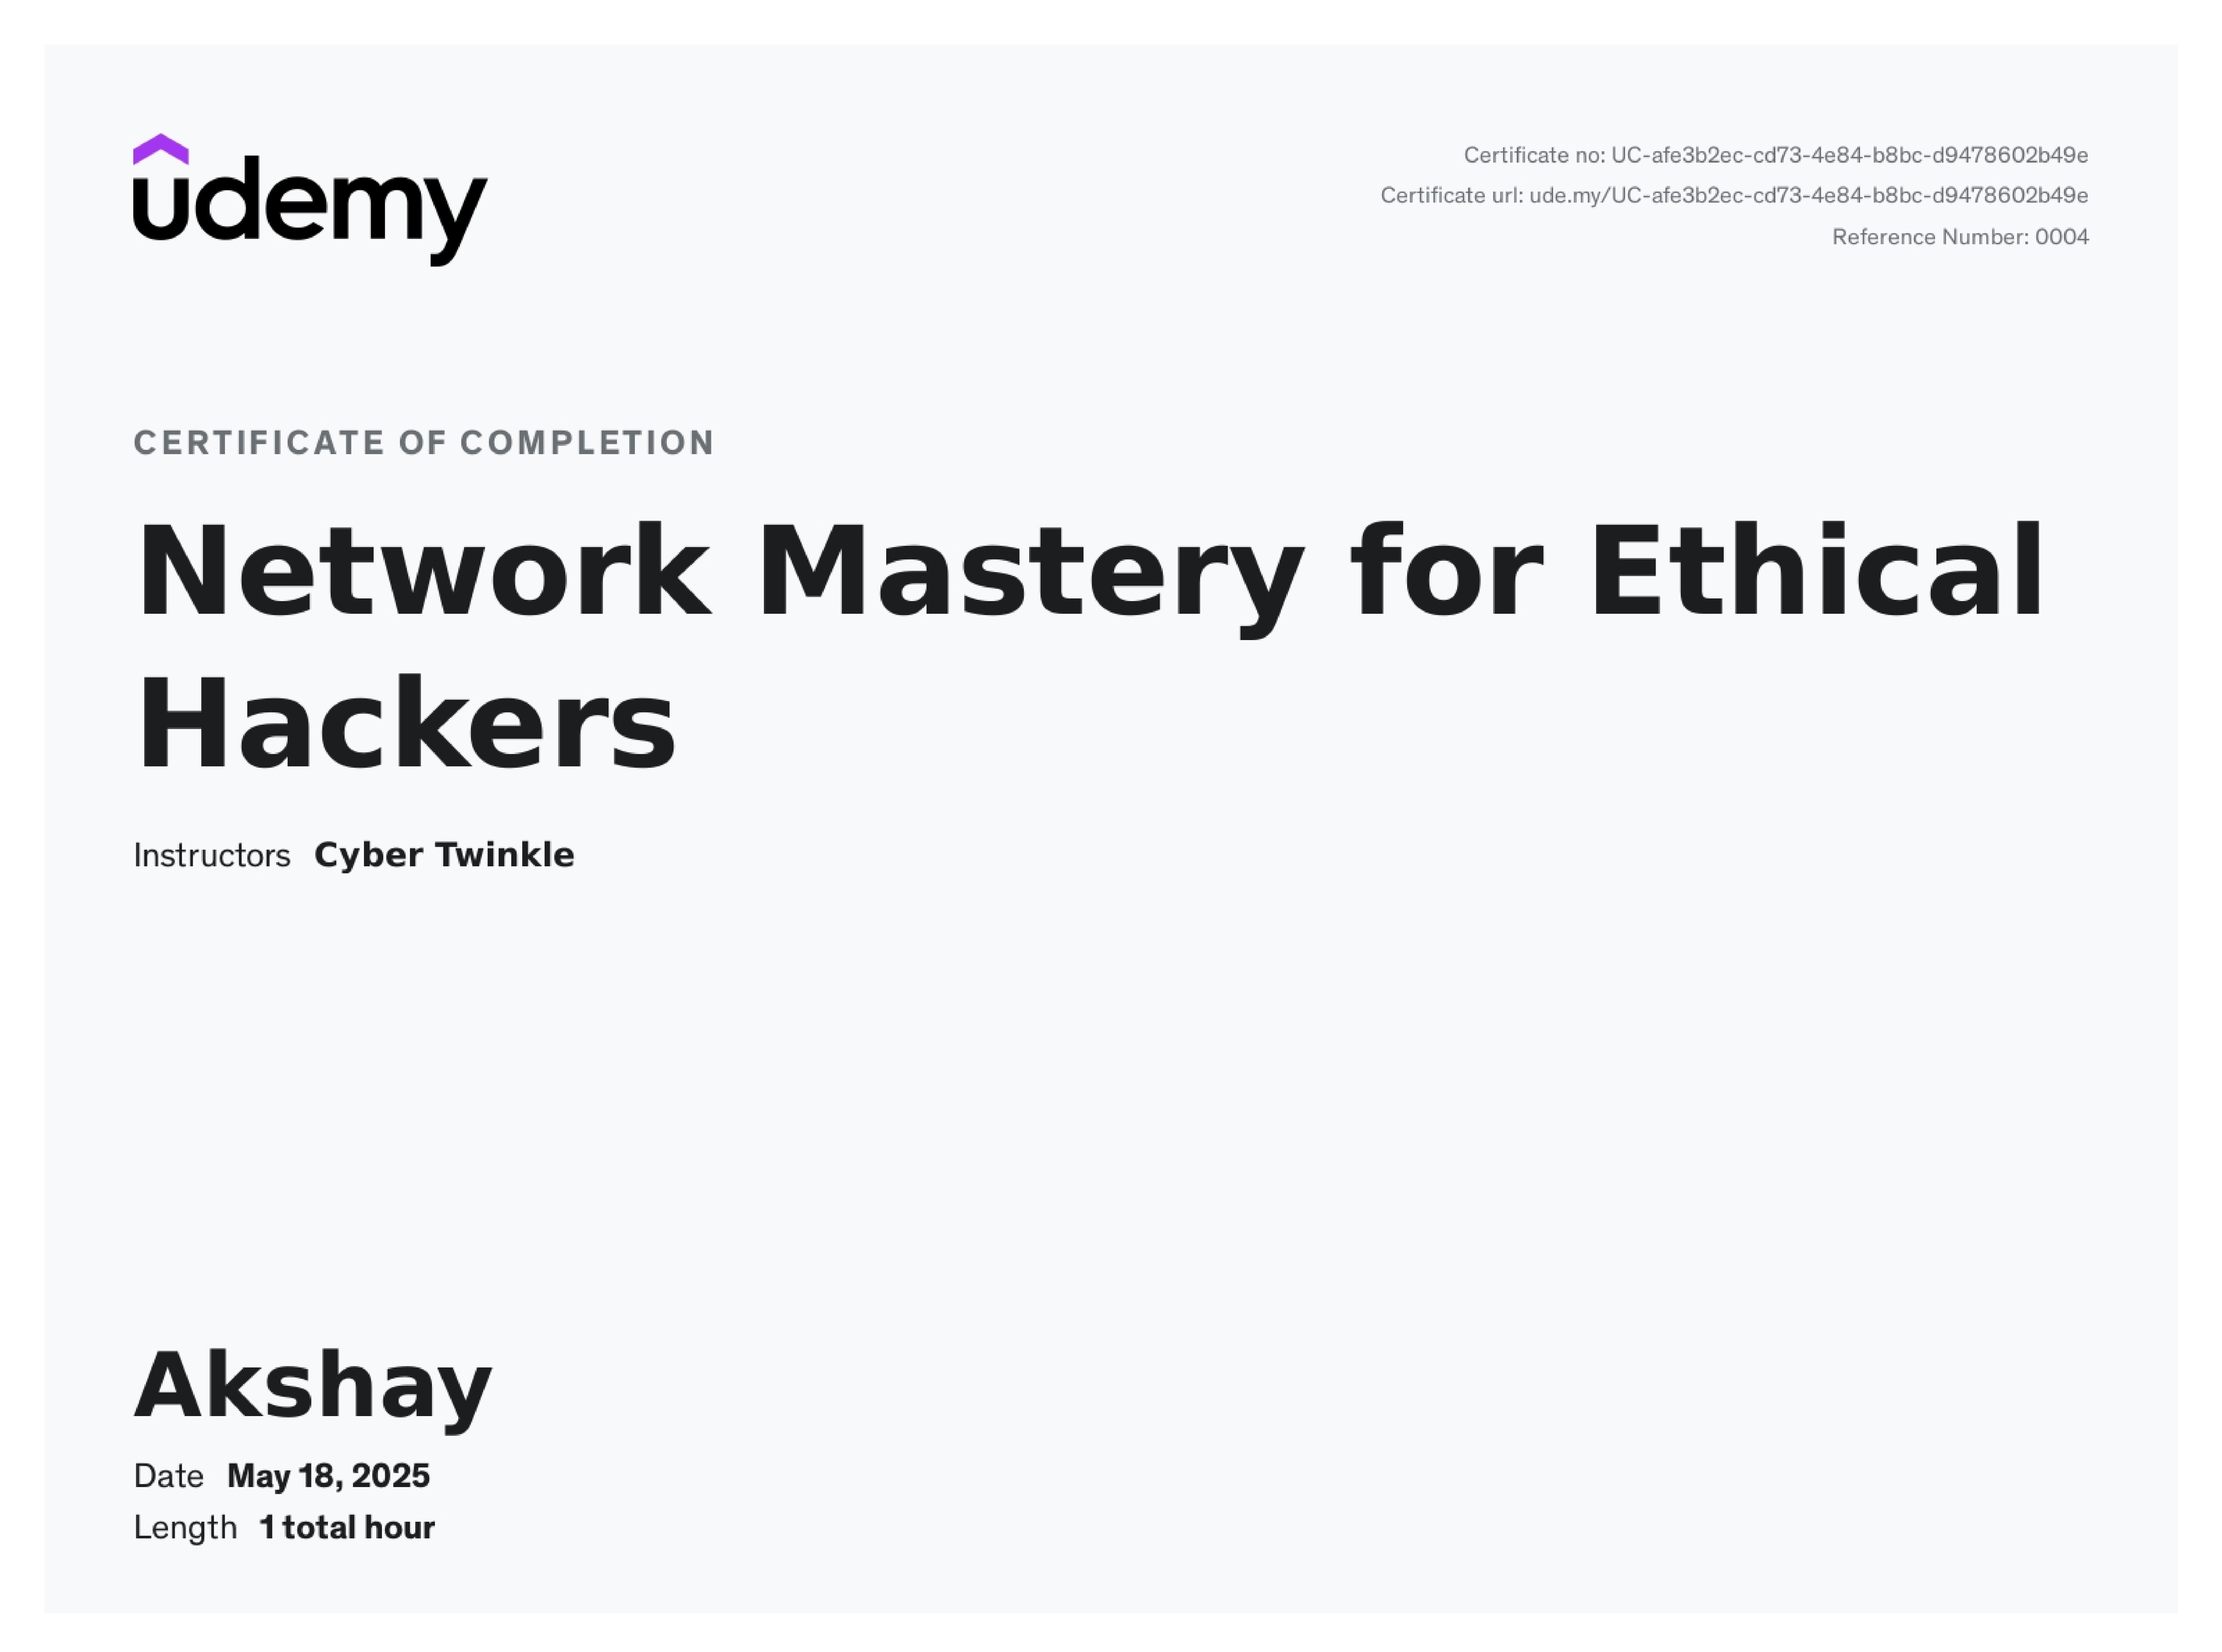 udemy
Certificate no: UC-afe3b2ec-cd73-4e84-b8bc-d9478602b49e
Certificate url: ude.my/UC-afe3b2ec-cd73-4e84-b8bc-d9478602b49e
Reference Number: 0004
CERTIFICATE OF COMPLETION
Network Mastery for Ethical
Hackers
Instructors Cyber Twinkle
Akshay
Date May 18, 2025
Length 1 total hour